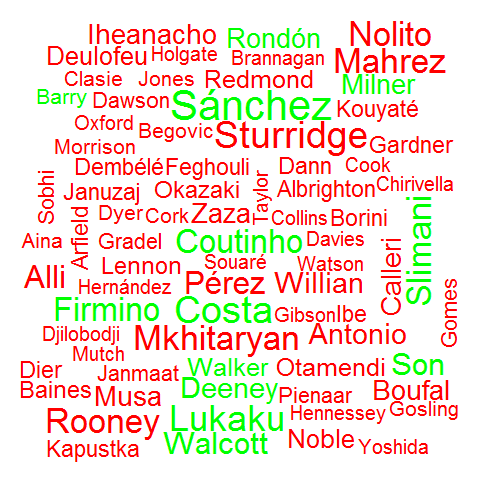 Iheanacho Rondón Nolito
Deulofeu Holgate Brannagan Mahrez
Clasie Jones Redmond Milner
Barry Dawson Sánchez Kouyaté
Oxford Begovic Sturridge Gardner
Morrison
Dembélé Feghouli Dann Cook
Sobhi Januzaj Okazaki Taylor Albrighton Chirivella
Arfield Dyer Cork Zaza Collins Borini
Aina Gradel Coutinho Davies Calleri Slimani
Lennon Souaré Watson
Alli Hernández Pérez Willian
Firmino Costa Gibson Ibe Gomes
Djilobodji Mkhitaryan Antonio
Mutch
Dier Janmaat Walker Otamendi Son
Baines Musa Deeney Pienaar Boufal
Rooney Lukaku Hennessey Gosling
Kapustka Walcott Noble Yoshida